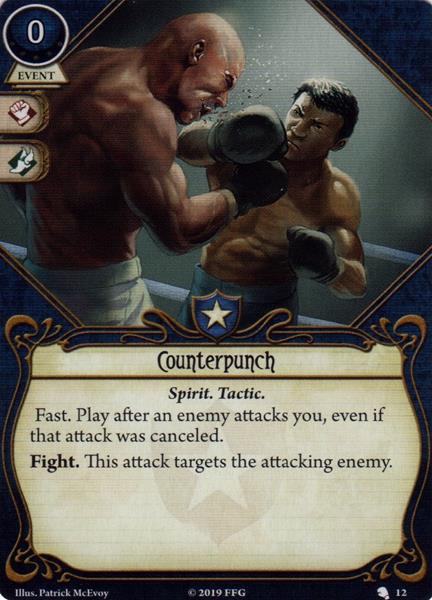 0
EVENT
Counterpunch
Spirit. Tactic.
Fast. Play after an enemy attacks you, even if
that attack was canceled.
Fight. This attack targets the attacking enemy.
Illus. Patrick McEvoy
© 2019 FFG
12